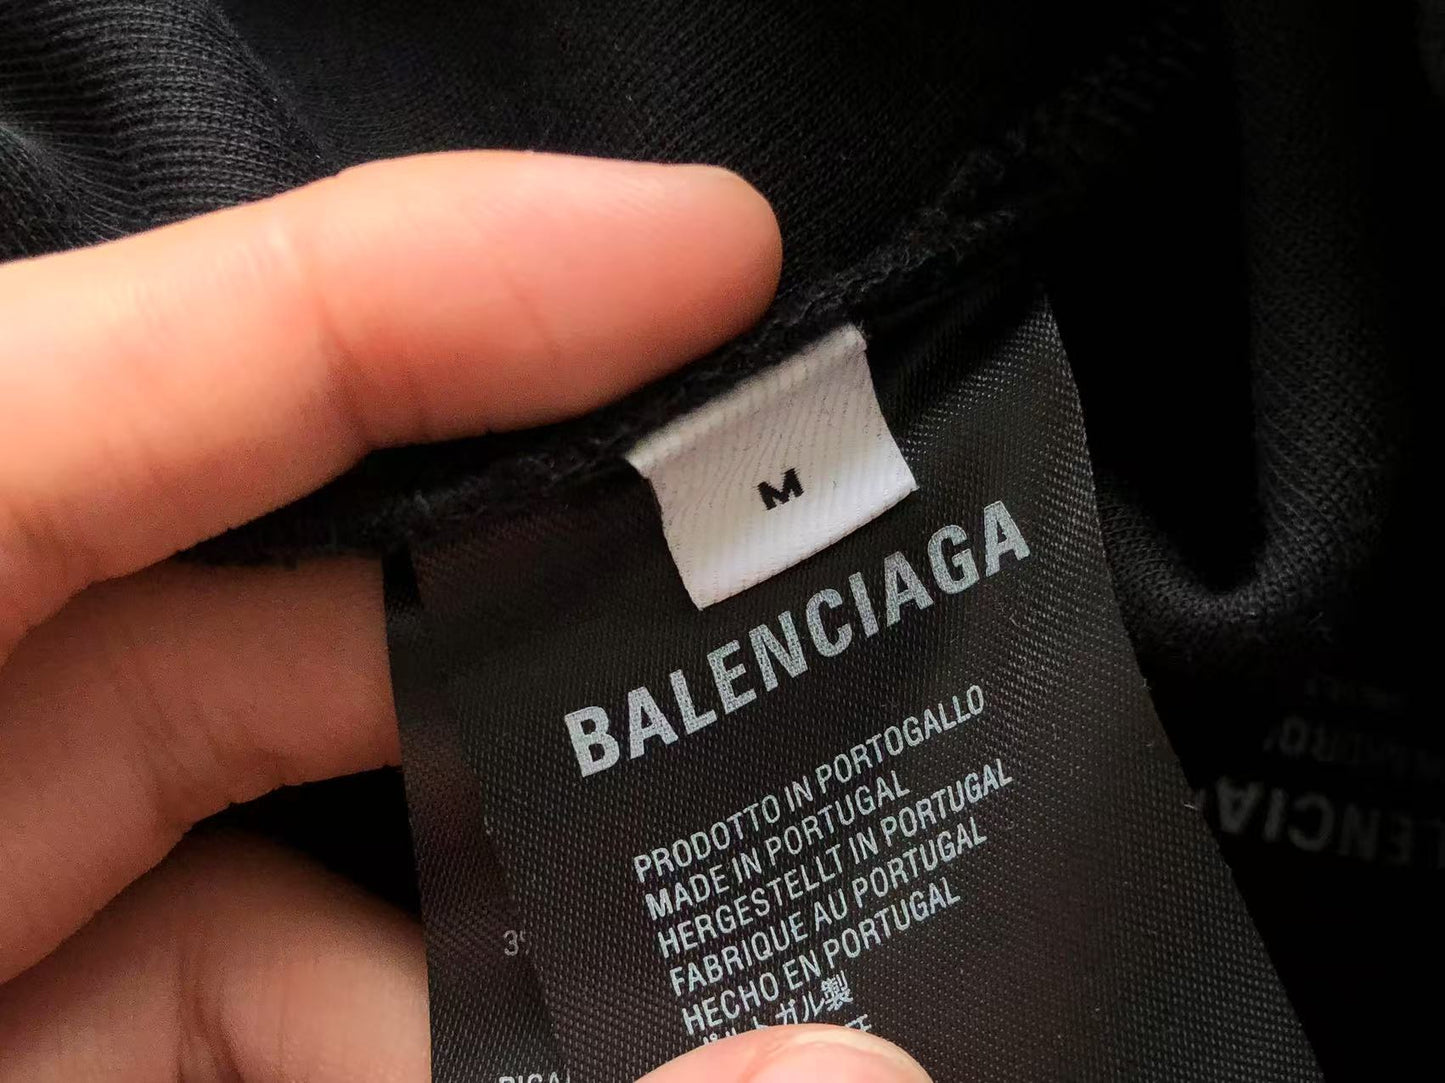 M
BALENCIAGA
PRODOTTO IN PORTOGALLO
MADE IN PORTUGAL
HERGESTELLT IN PORTUGAL
FABRIQUE AU PORTUGAL
HECHO EN PORTUGAL
ポルトガル製